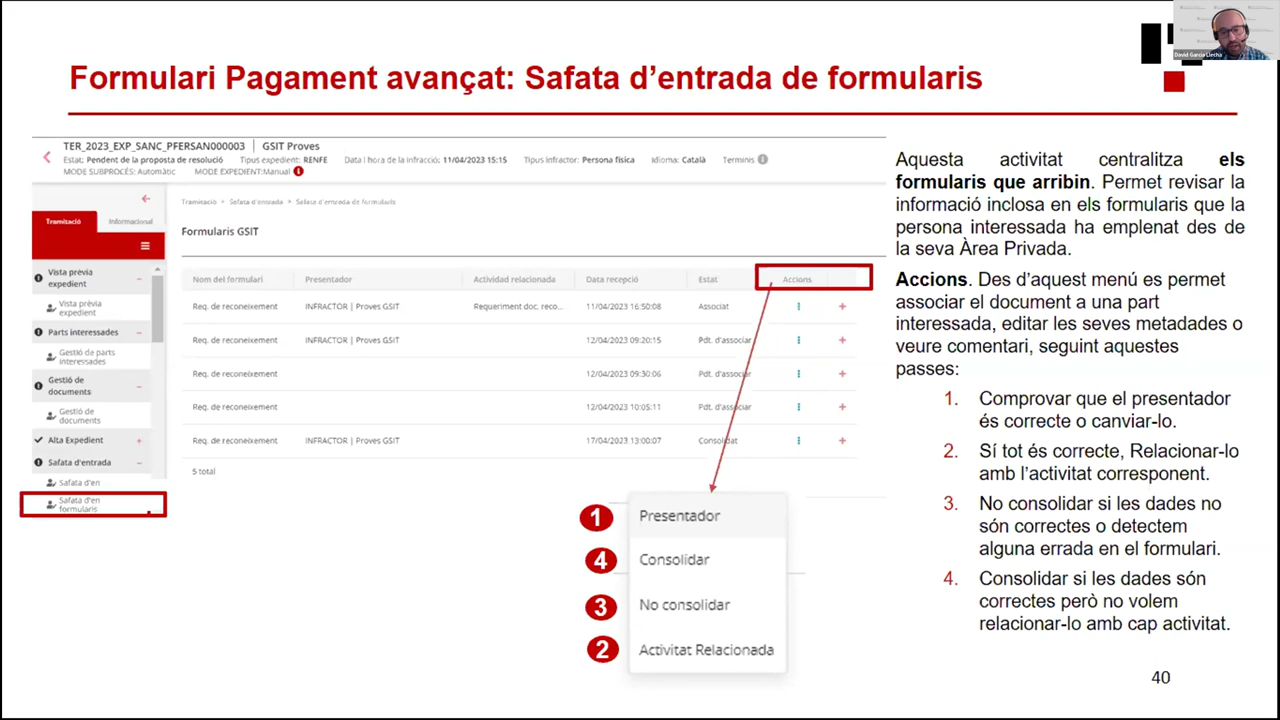 David Garcia Llecha
Formulari Pagament avançat: Safata d’entrada de formularis
TER_2023_EXP_SANC_PFERSAN000003 | GSIT Proves
Estat: Pendent de la proposta de resolució Tipus expedient: RENFE Data i hora de la infracció: 11/04/2023 15:15 Tipus infractor: Persona física Idioma: Català Terminis
MODE SUBPROCÉS: Automàtic MODE EXPEDIENT:Manual
Tramitació Informacional
Tramitació > Safata d'entrada > Safata d'entrada de formularis
Formularis GSIT
Nom del formulari Presentador Actividad relacionada Data recepció Estat Accions
Req. de reconeixement INFRACTOR | Proves GSIT Requeriment doc. reco... 11/04/2023 16:50:08 Associat
Req. de reconeixement INFRACTOR | Proves GSIT 12/04/2023 09:20:15 Pdt. d'associar
Req. de reconeixement 12/04/2023 09:30:06 Pdt. d'associar
Req. de reconeixement 12/04/2023 10:05:11 Pdt. d'associar
Req. de reconeixement INFRACTOR | Proves GSIT 17/04/2023 13:00:07 Consolidat
5 total
Vista prèvia
expedient
Vista prèvia
expedient
Parts interessades
Gestió de parts
interessades
Gestió de
documents
Gestió de
documents
Alta Expedient
Safata d'entrada
Safata d'en
Safata d'en
formularis
1 Presentador
4 Consolidar
3 No consolidar
2 Activitat Relacionada
Aquesta activitat centralitza els
formularis que arribin. Permet revisar la
informació inclosa en els formularis que la
persona interessada ha emplenat des de
la seva Àrea Privada.
Accions. Des d’aquest menú es permet
associar el document a una part
interessada, editar les seves metadades o
veure comentari, seguint aquestes
passes:
1. Comprovar que el presentador
és correcte o canviar-lo.
2. Sí tot és correcte, Relacionar-lo
amb l’activitat corresponent.
3. No consolidar si les dades no
són correctes o detectem
alguna errada en el formulari.
4. Consolidar si les dades són
correctes però no volem
relacionar-lo amb cap activitat.
40